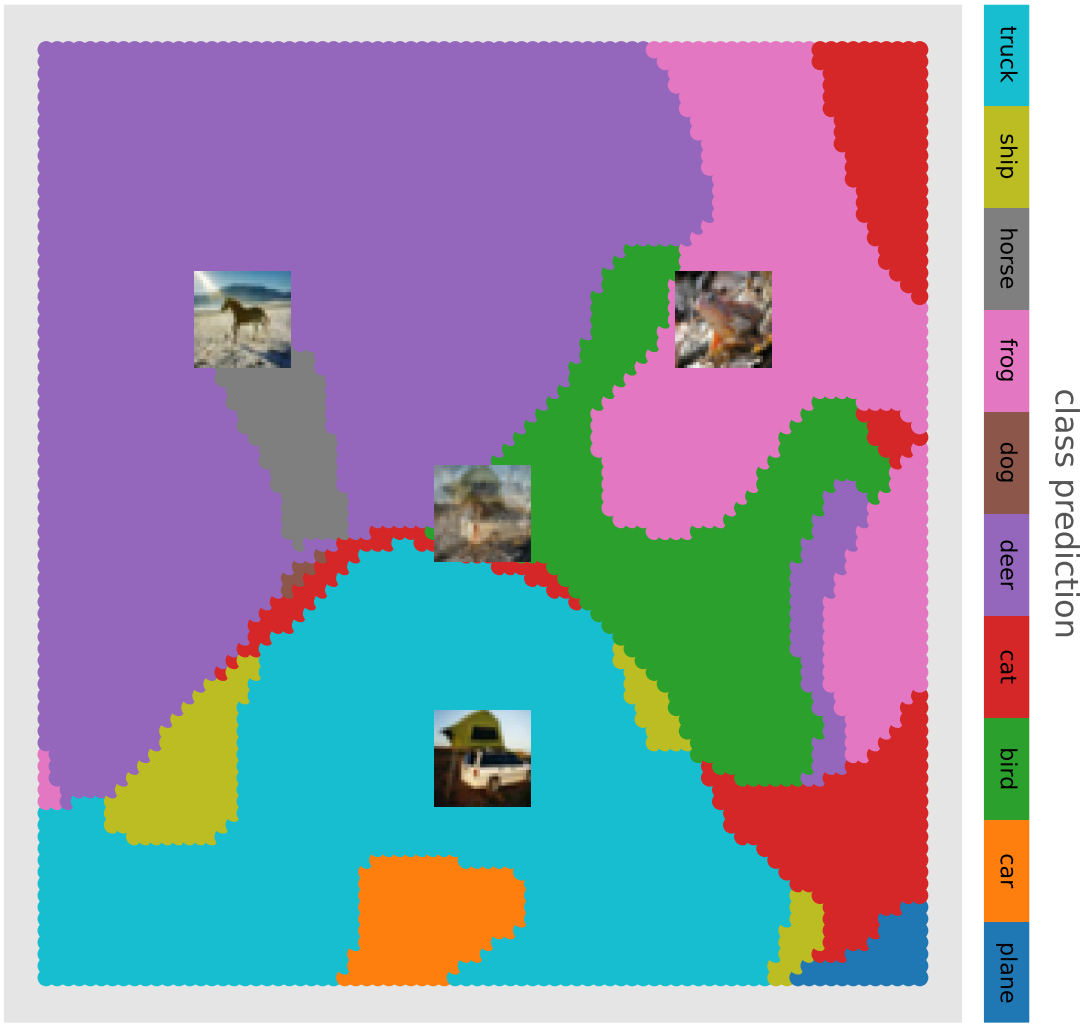 truck
ship
horse
frog
dog
deer
cat
bird
car
plane
class prediction